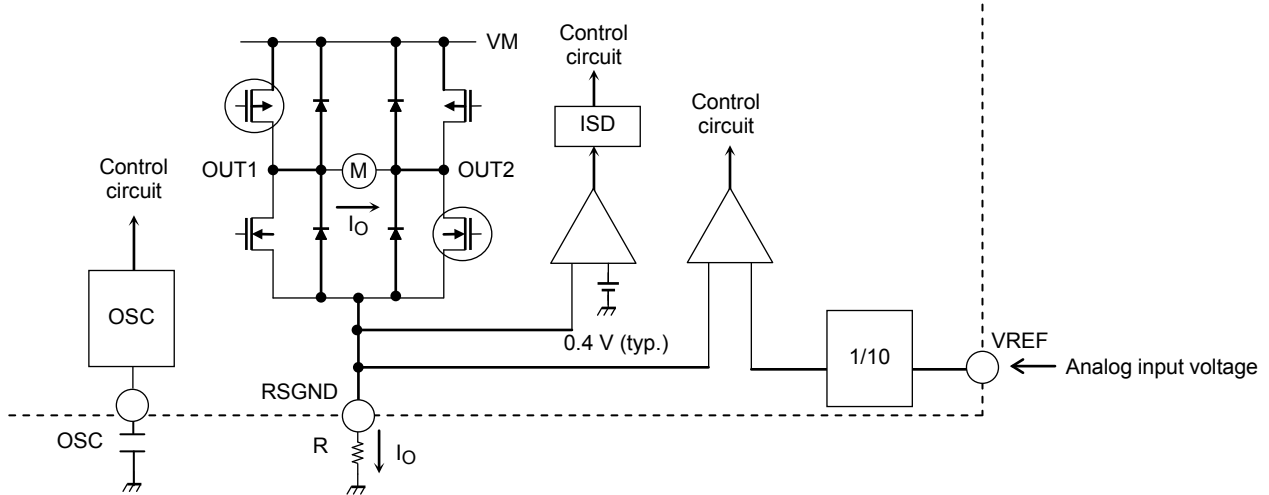 VM
Control
circuit
ISD
Control
circuit
Control
circuit
OUT1
M
OUT2
IO
OSC
0.4 V (typ.)
1/10
VREF
Analog input voltage
RSGND
OSC
R
IO